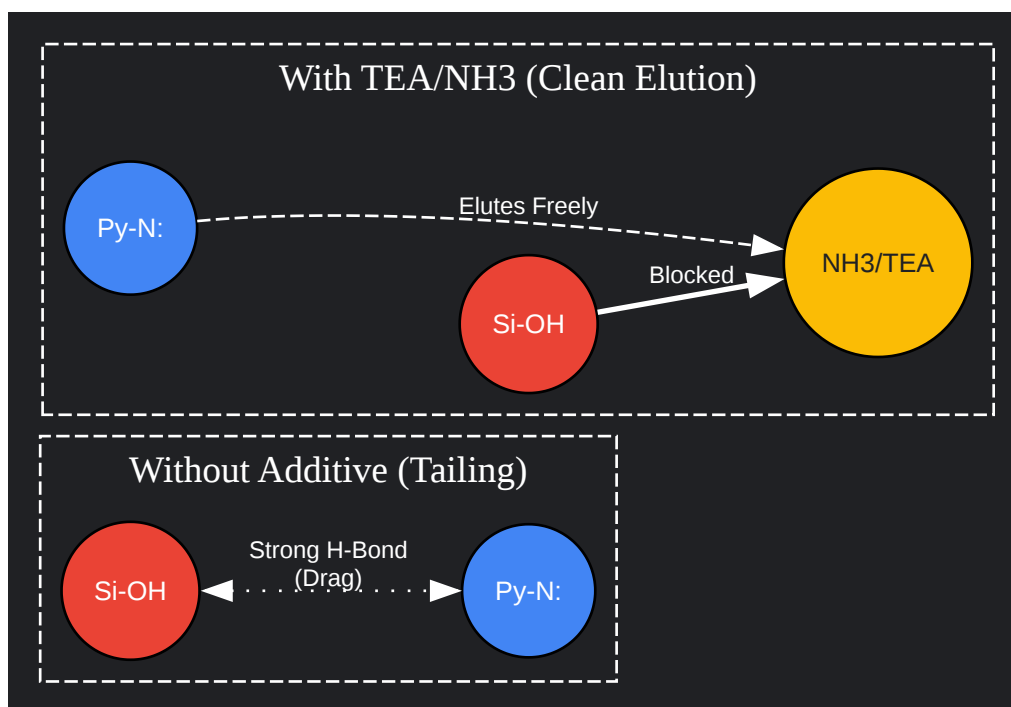 With TEA/NH3 (Clean Elution)
Py-N:
Elutes Freely
NH3/TEA
Blocked
Si-OH
Without Additive (Tailing)
Si-OH
Strong H-Bond
(Drag)
Py-N: